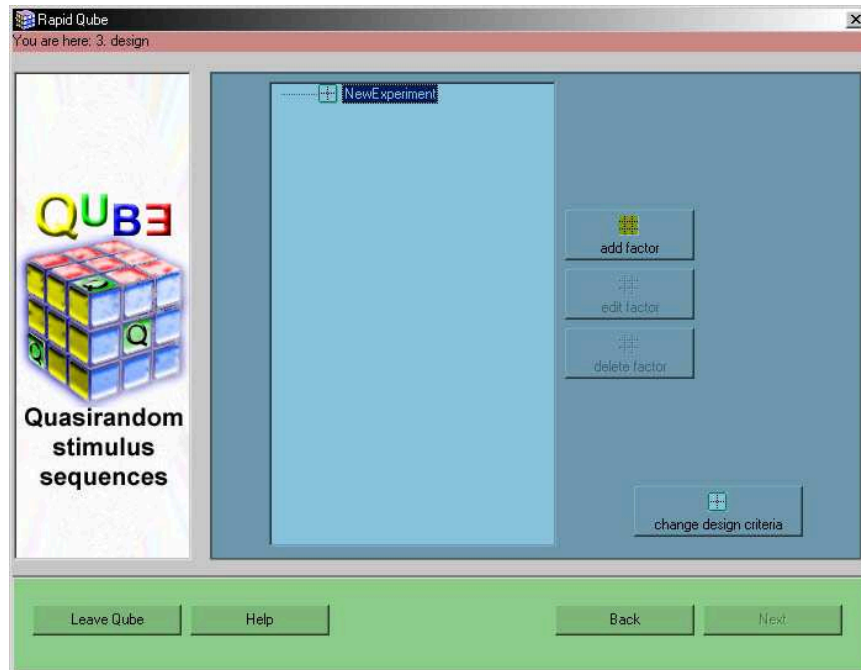 Rapid Qube
You are here: 3. design
NewExperiment
QUBE
Quasirandom
stimulus
sequences
add factor
edit factor
delete factor
change design criteria
Leave Qube
Help
Back
Next